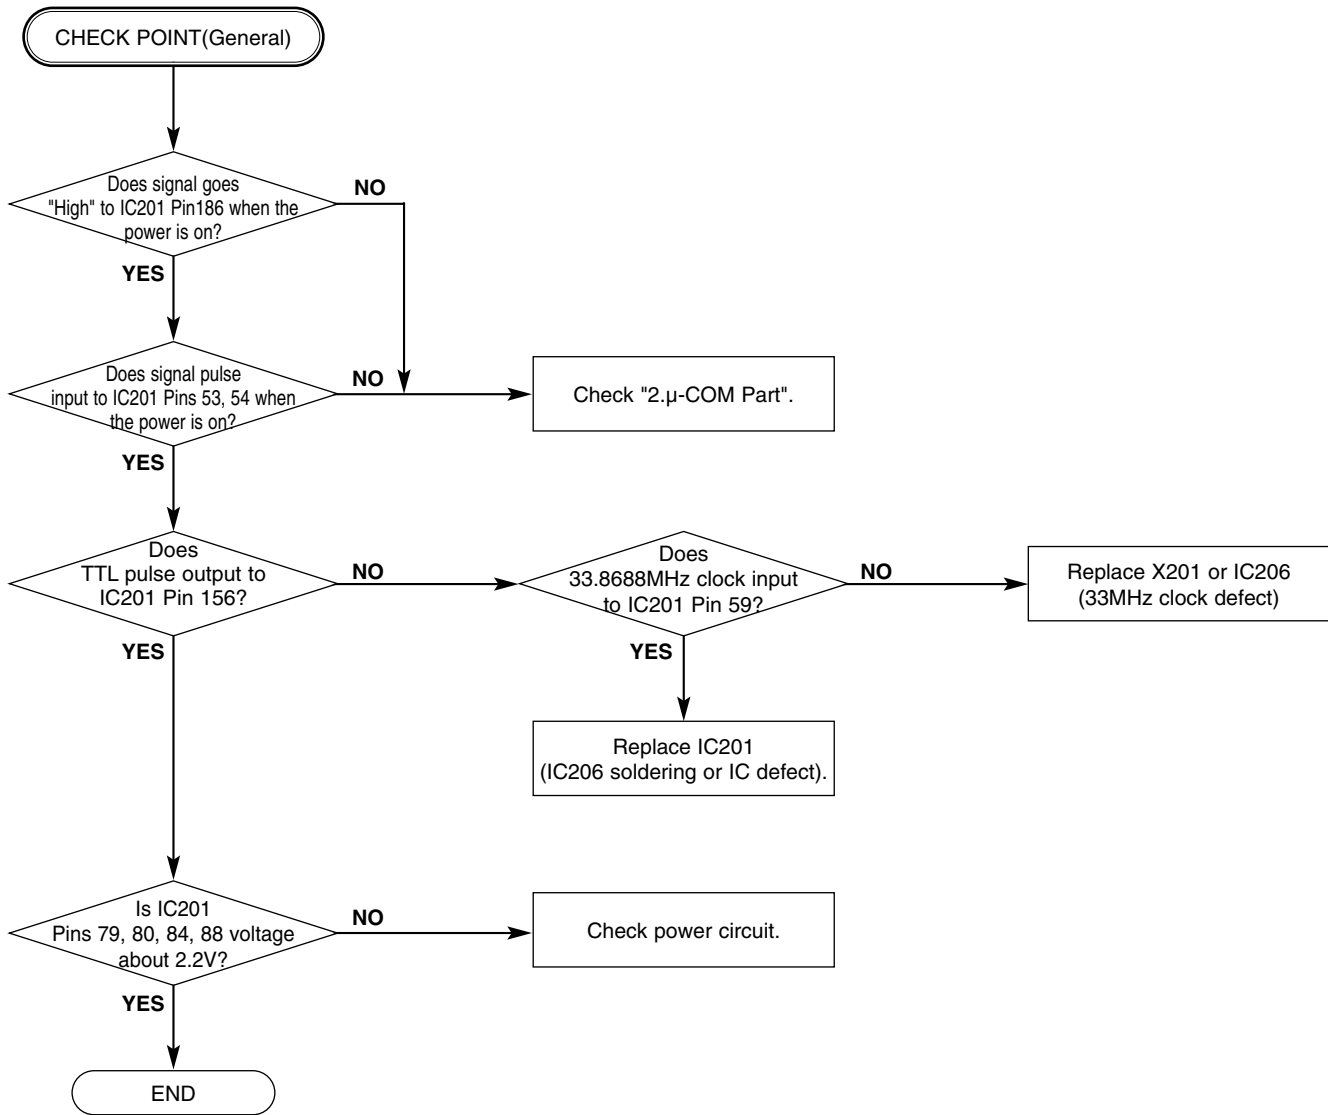 CHECK POINT(General)
Does signal goes
"High" to IC201 Pin186 when the
power is on?
NO
YES
Does signal pulse
input to IC201 Pins 53, 54 when
the power is on?
NO
Check "2.μ-COM Part".
YES
Does
TTL pulse output to
IC201 Pin 156?
NO
Does
33.8688MHz clock input
to IC201 Pin 59?
NO
Replace X201 or IC206
(33MHz clock defect)
YES
YES
Replace IC201
(IC206 soldering or IC defect).
Is IC201
Pins 79, 80, 84, 88 voltage
about 2.2V?
NO
Check power circuit.
YES
END